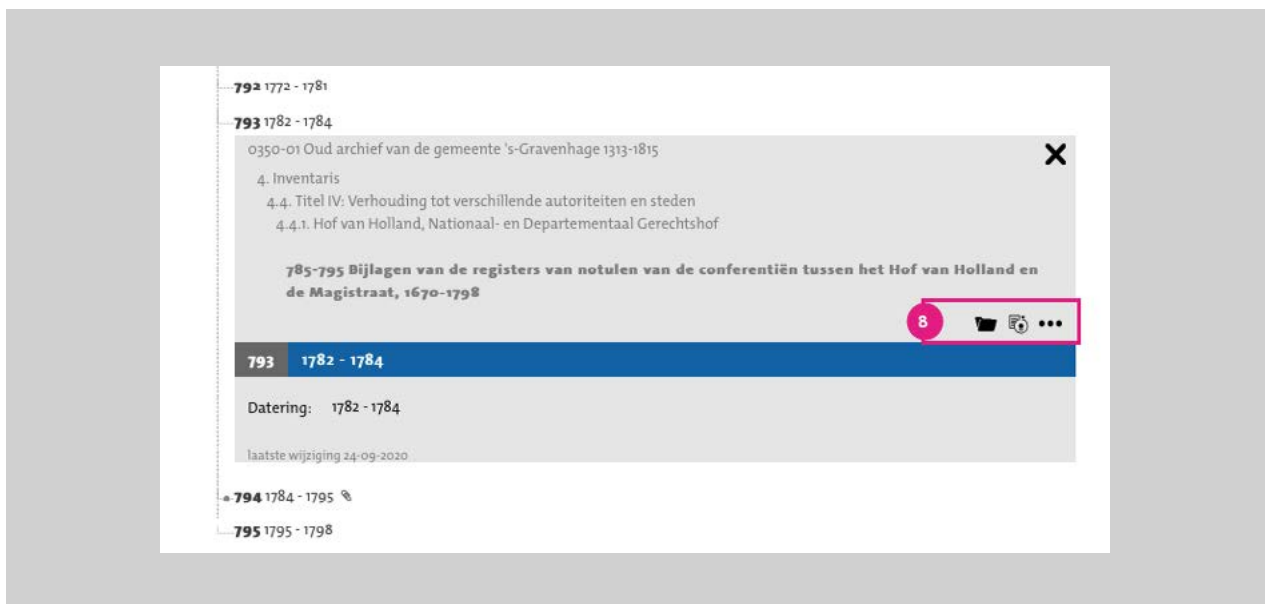 792 1772 - 1781
793 1782 - 1784
0350-01 Oud archief van de gemeente 's-Gravenhage 1313-1815
4. Inventaris
4.4. Titel IV: Verhouding tot verschillende autoriteiten en steden
4.4.1. Hof van Holland, Nationaal- en Departementaal Gerechtshof
785-795 Bijlagen van de registers van notulen van de conferentiën tussen het Hof van Holland en
de Magistraat, 1670-1798
8
793 1782 - 1784
Datering: 1782 - 1784
laatste wijziging 24-09-2020
794 1784 - 1795
795 1795 - 1798